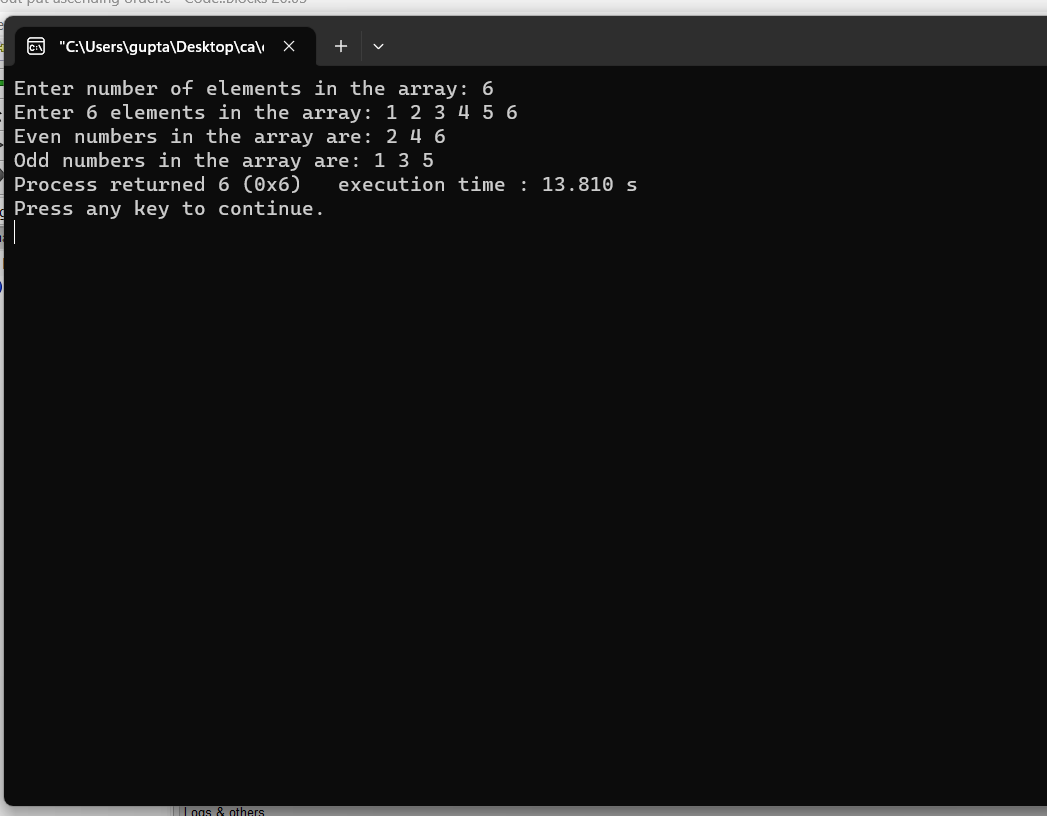 out put ascending order.c - Code::Blocks 20.03
"C:\Users\gupta\Desktop\ca\
Enter number of elements in the array: 6
Enter 6 elements in the array: 1 2 3 4 5 6
Even numbers in the array are: 2 4 6
Odd numbers in the array are: 1 3 5
Process returned 6 (0x6)   execution time : 13.810 s
Press any key to continue.
Logs & others